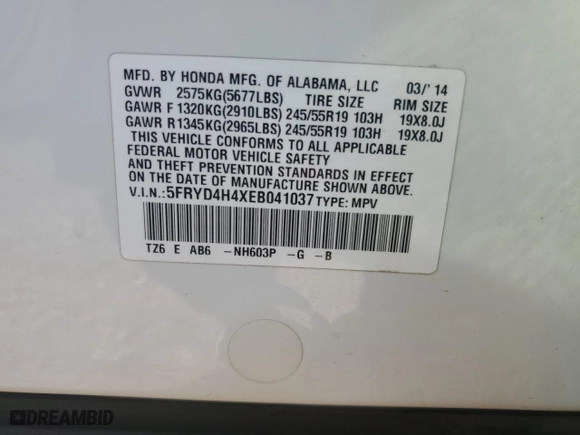 MFD. BY HONDA MFG. OF ALABAMA, LLC 03/'14
GVWR 2575KG(5677LBS) TIRE SIZE RIM SIZE
GAWR F 1320KG(2910LBS) 245/55R19 103H 19X8.0J
GAWR R1345KG(2965LBS) 245/55R19 103H 19X8.0J
THIS VEHICLE CONFORMS TO ALL APPLICABLE
FEDERAL MOTOR VEHICLE SAFETY
AND THEFT PREVENTION STANDARDS IN EFFECT
ON THE DATE OF MANUFACTURE SHOWN ABOVE.
V.I.N.:5FRYD4H4XEB041037 TYPE: MPV
TZ6 E AB6 -NH603P -G -B
DREAMBID